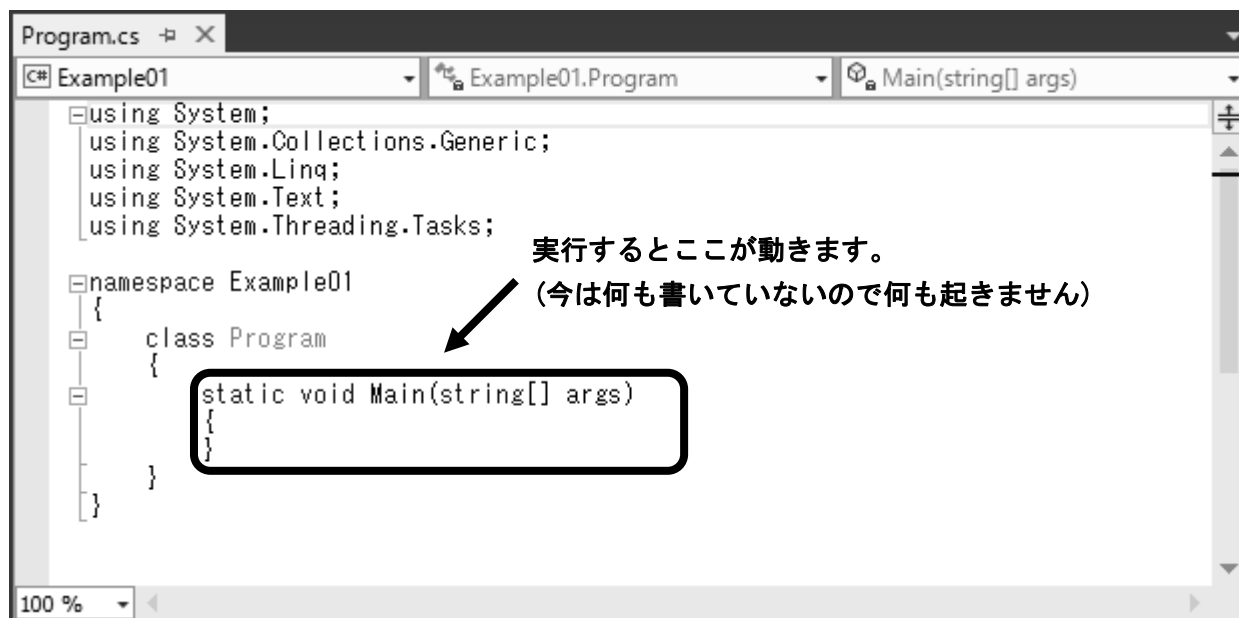 Program.cs
C# Example01
Example01.Program
Main(string[] args)
using System;
using System.Collections.Generic;
using System.Linq;
using System.Text;
using System.Threading.Tasks;
実行するとここが動きます。
(今は何も書いていないので何も起きません)
namespace Example01
{
class Program
{
static void Main(string[] args)
{
}
}
}
100 %